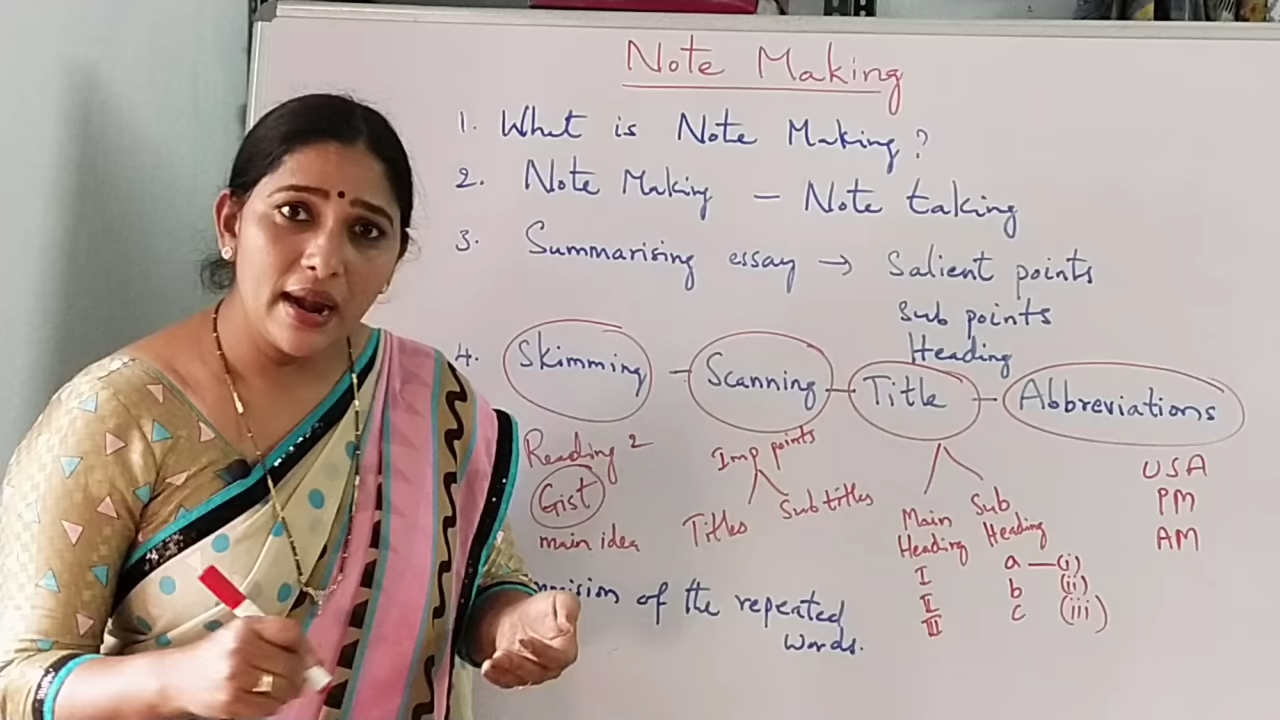 Note Making
1. What is Note Making?
2. Note Making – Note taking
3. Summarising essay → Salient points
Sub points
Heading
4. Skimming – Scanning – Title – Abbreviations
Reading 2
Gist
main idea
Imp points
Titles Subtitles
Main Heading
I
II
III
Sub Heading
a — (i)
b (ii)
c (iii)
USA
PM
AM
of the repeated
words.